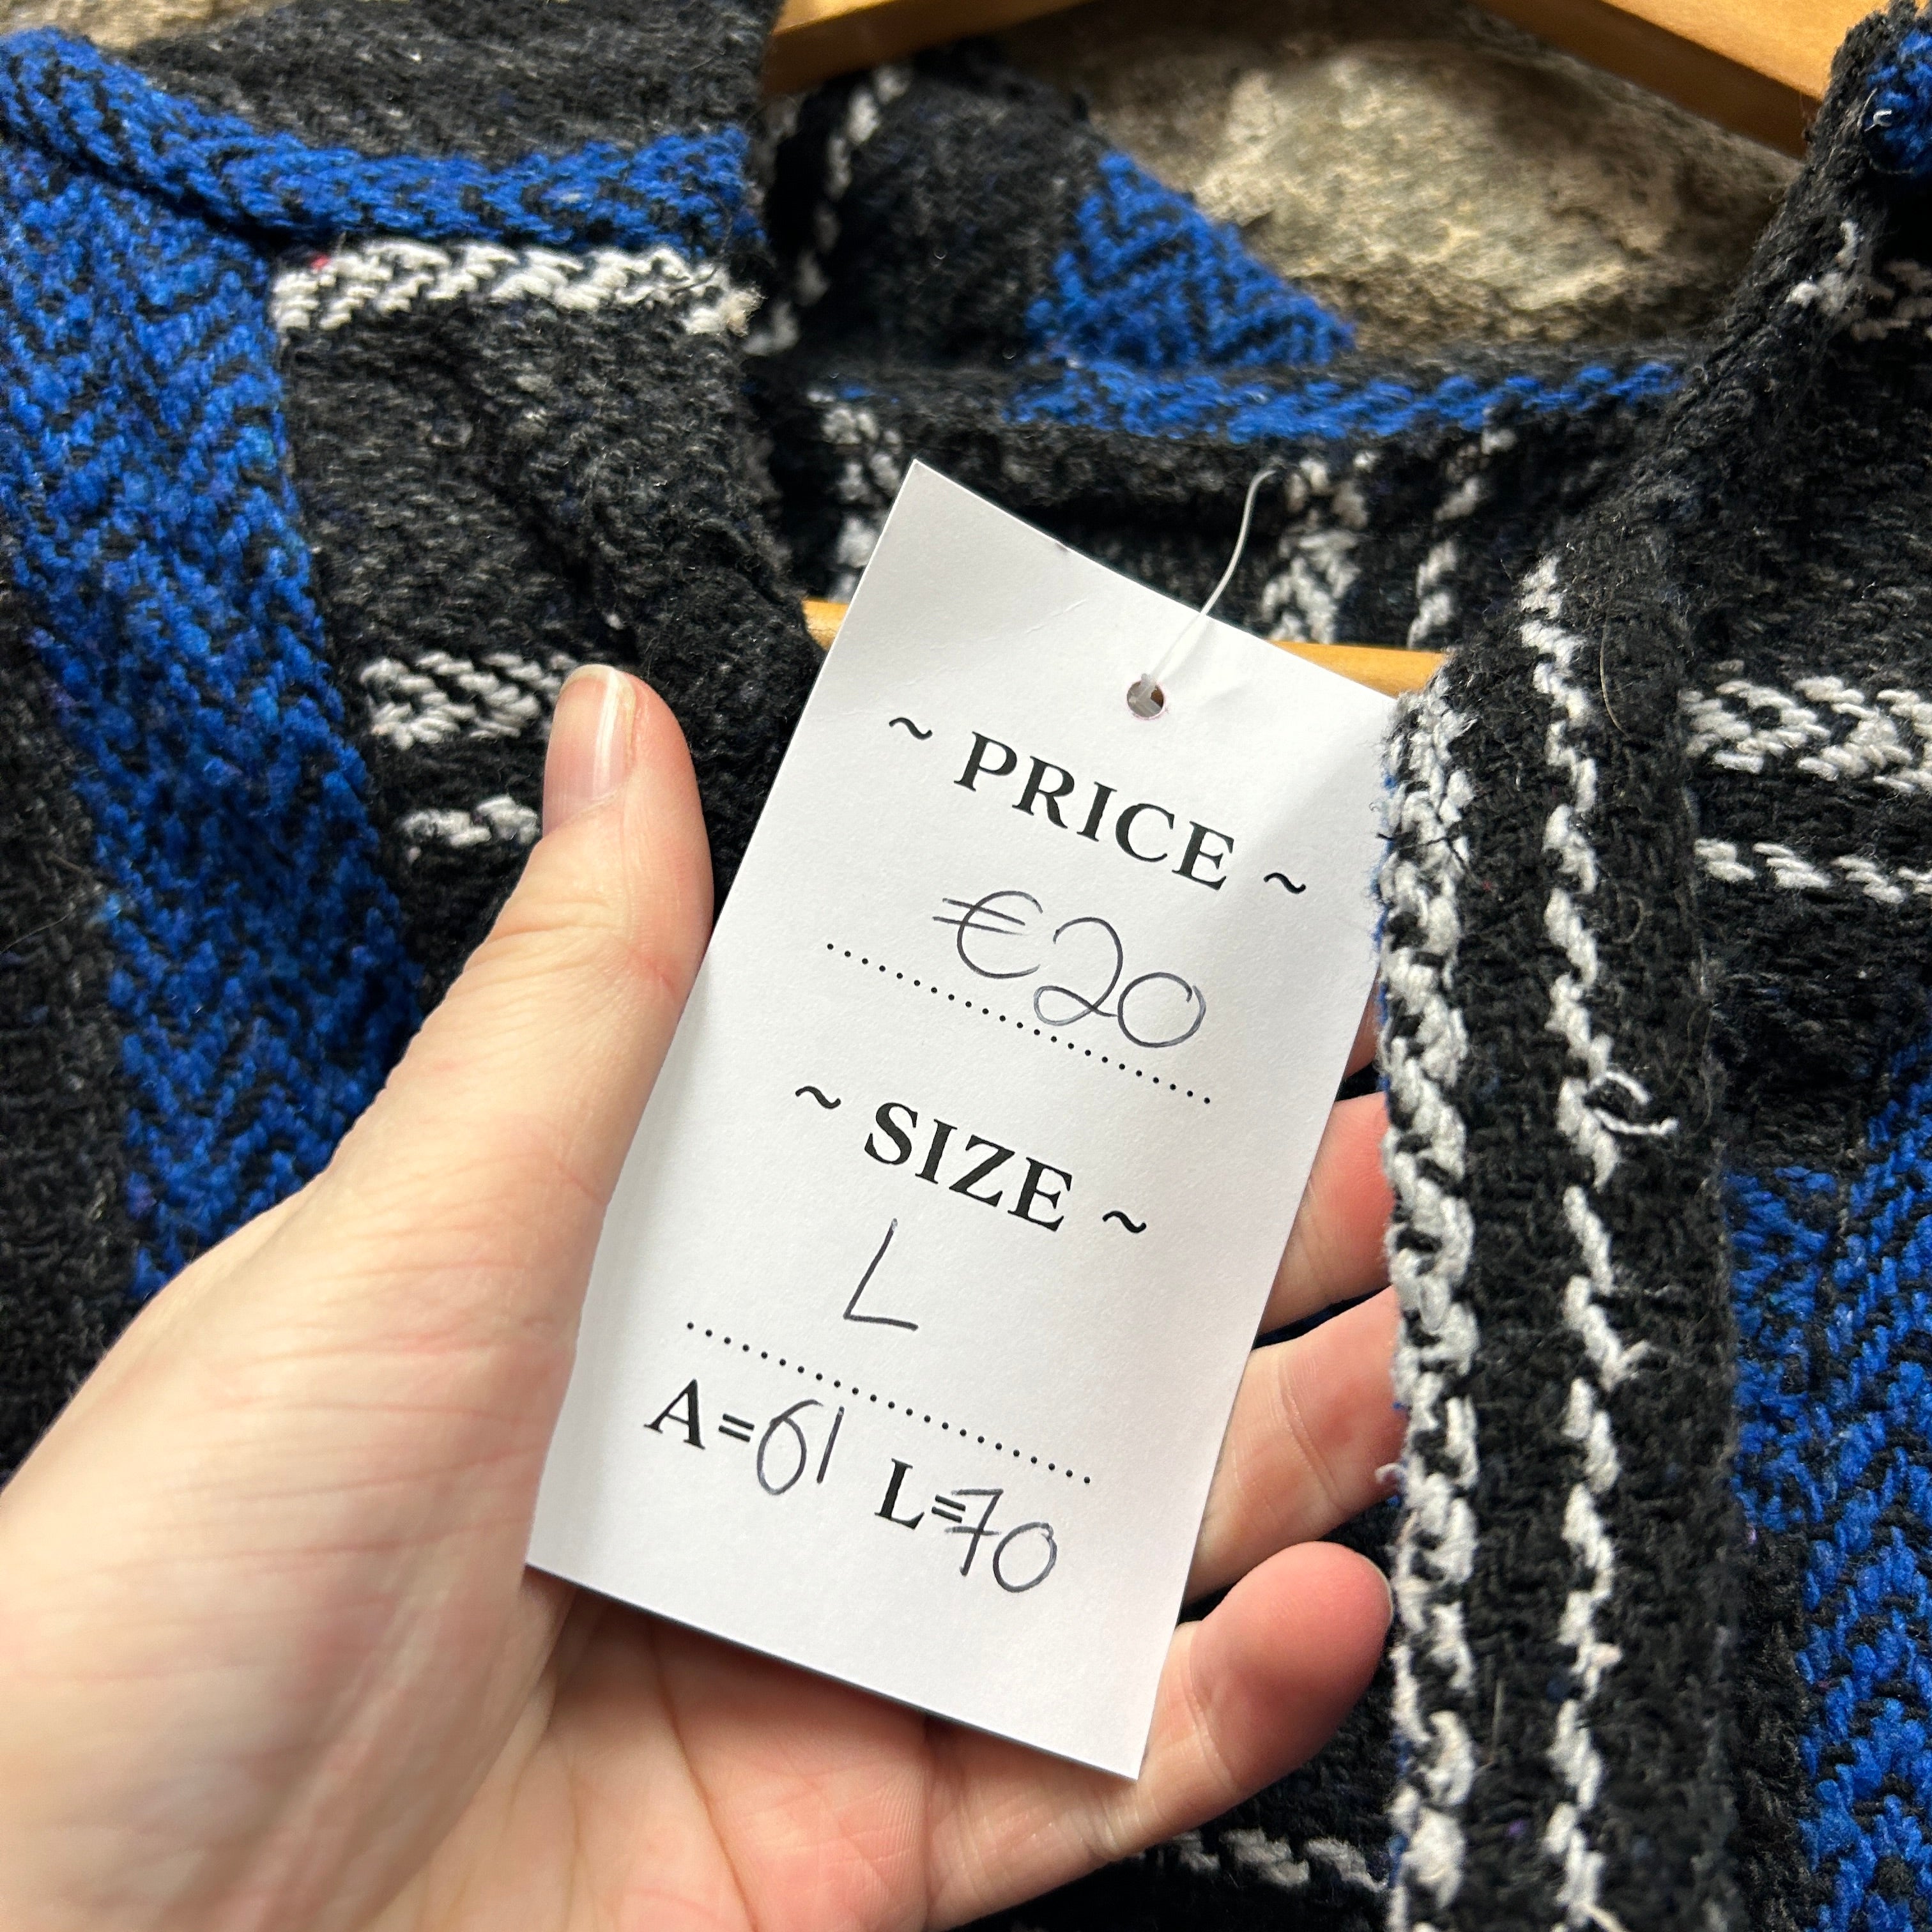 ~ PRICE ~
€20
~ SIZE ~
L
A=61 L=70